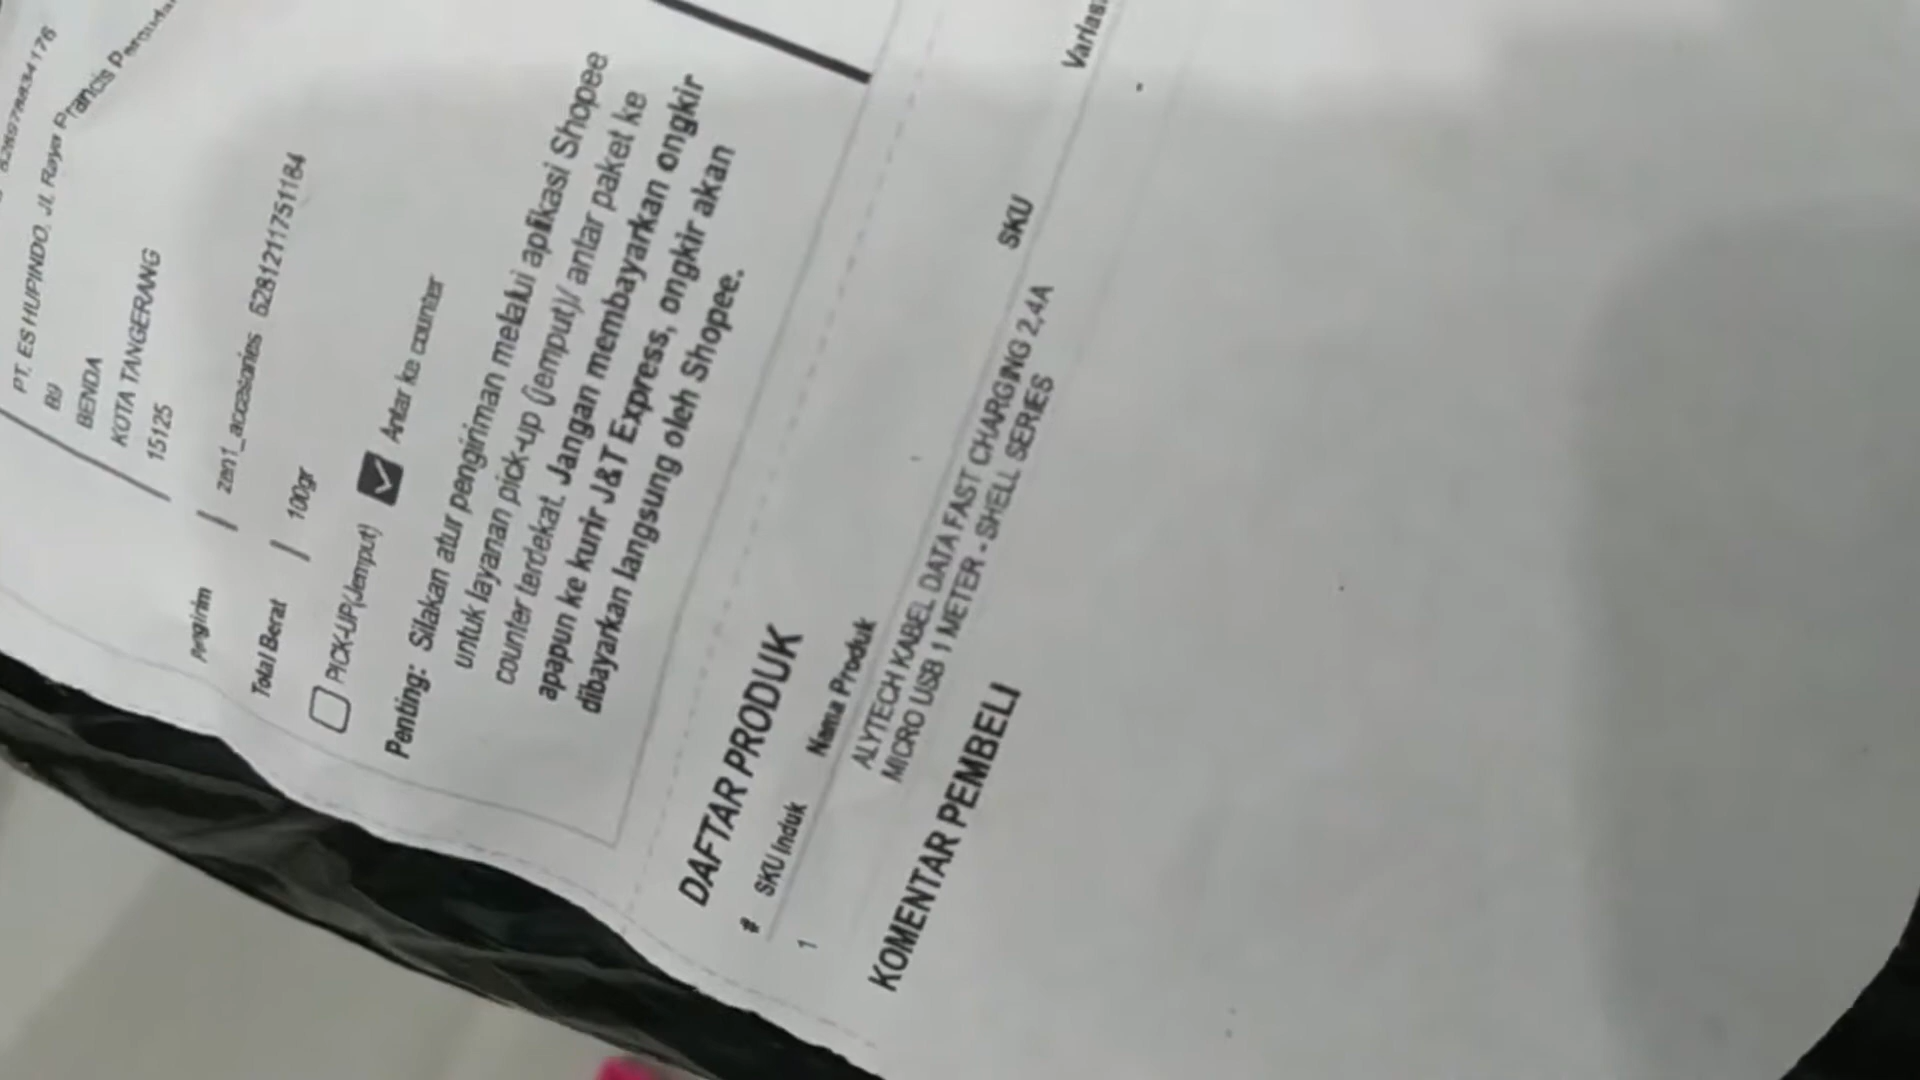 PT. ES HUPINDO, Jl. Raya Prancis Pergudangan
BENDA
KOTA TANGERANG
15125
Pengirim
zen1_accesiories 6281211751184
Total Berat
100gr
PICK-UP(Jemput)
Antar ke counter
Penting: Silakan atur pengiriman melalui aplikasi Shopee
untuk layanan pick-up (jemput)/ antar paket ke
counter terdekat. Jangan membayarkan ongkir
apapun ke kurir J&T Express, ongkir akan
dibayarkan langsung oleh Shopee.
DAFTAR PRODUK
# SKU Induk Nama Produk SKU Variasi
1 ALYTECH KABEL DATA FAST CHARGING 2,4A
MICRO USB 1 METER - SHELL SERIES
KOMENTAR PEMBELI